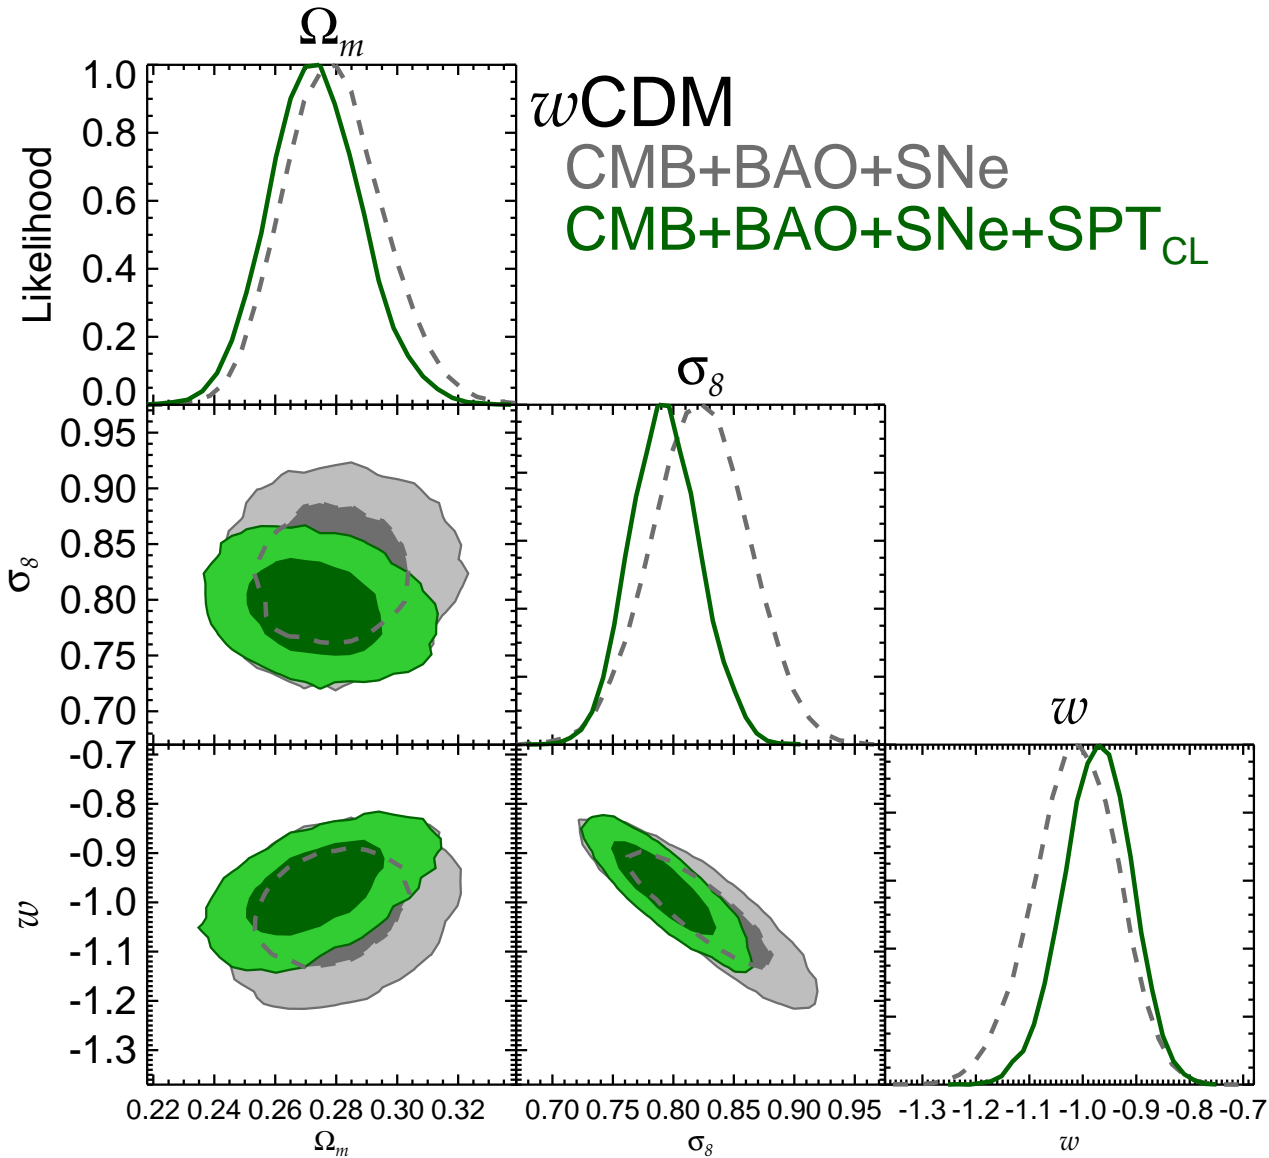 Ωm
wCDM
CMB+BAO+SNe
CMB+BAO+SNe+SPTCL
Likelihood
1.0
0.8
0.6
0.4
0.2
0.0
σ8
σ8
0.95
0.90
0.85
0.80
0.75
0.70
w
w
-0.7
-0.8
-0.9
-1.0
-1.1
-1.2
-1.3
0.22 0.24 0.26 0.28 0.30 0.32
0.70 0.75 0.80 0.85 0.90 0.95
-1.3 -1.2 -1.1 -1.0 -0.9 -0.8 -0.7
Ωm
σ8
w